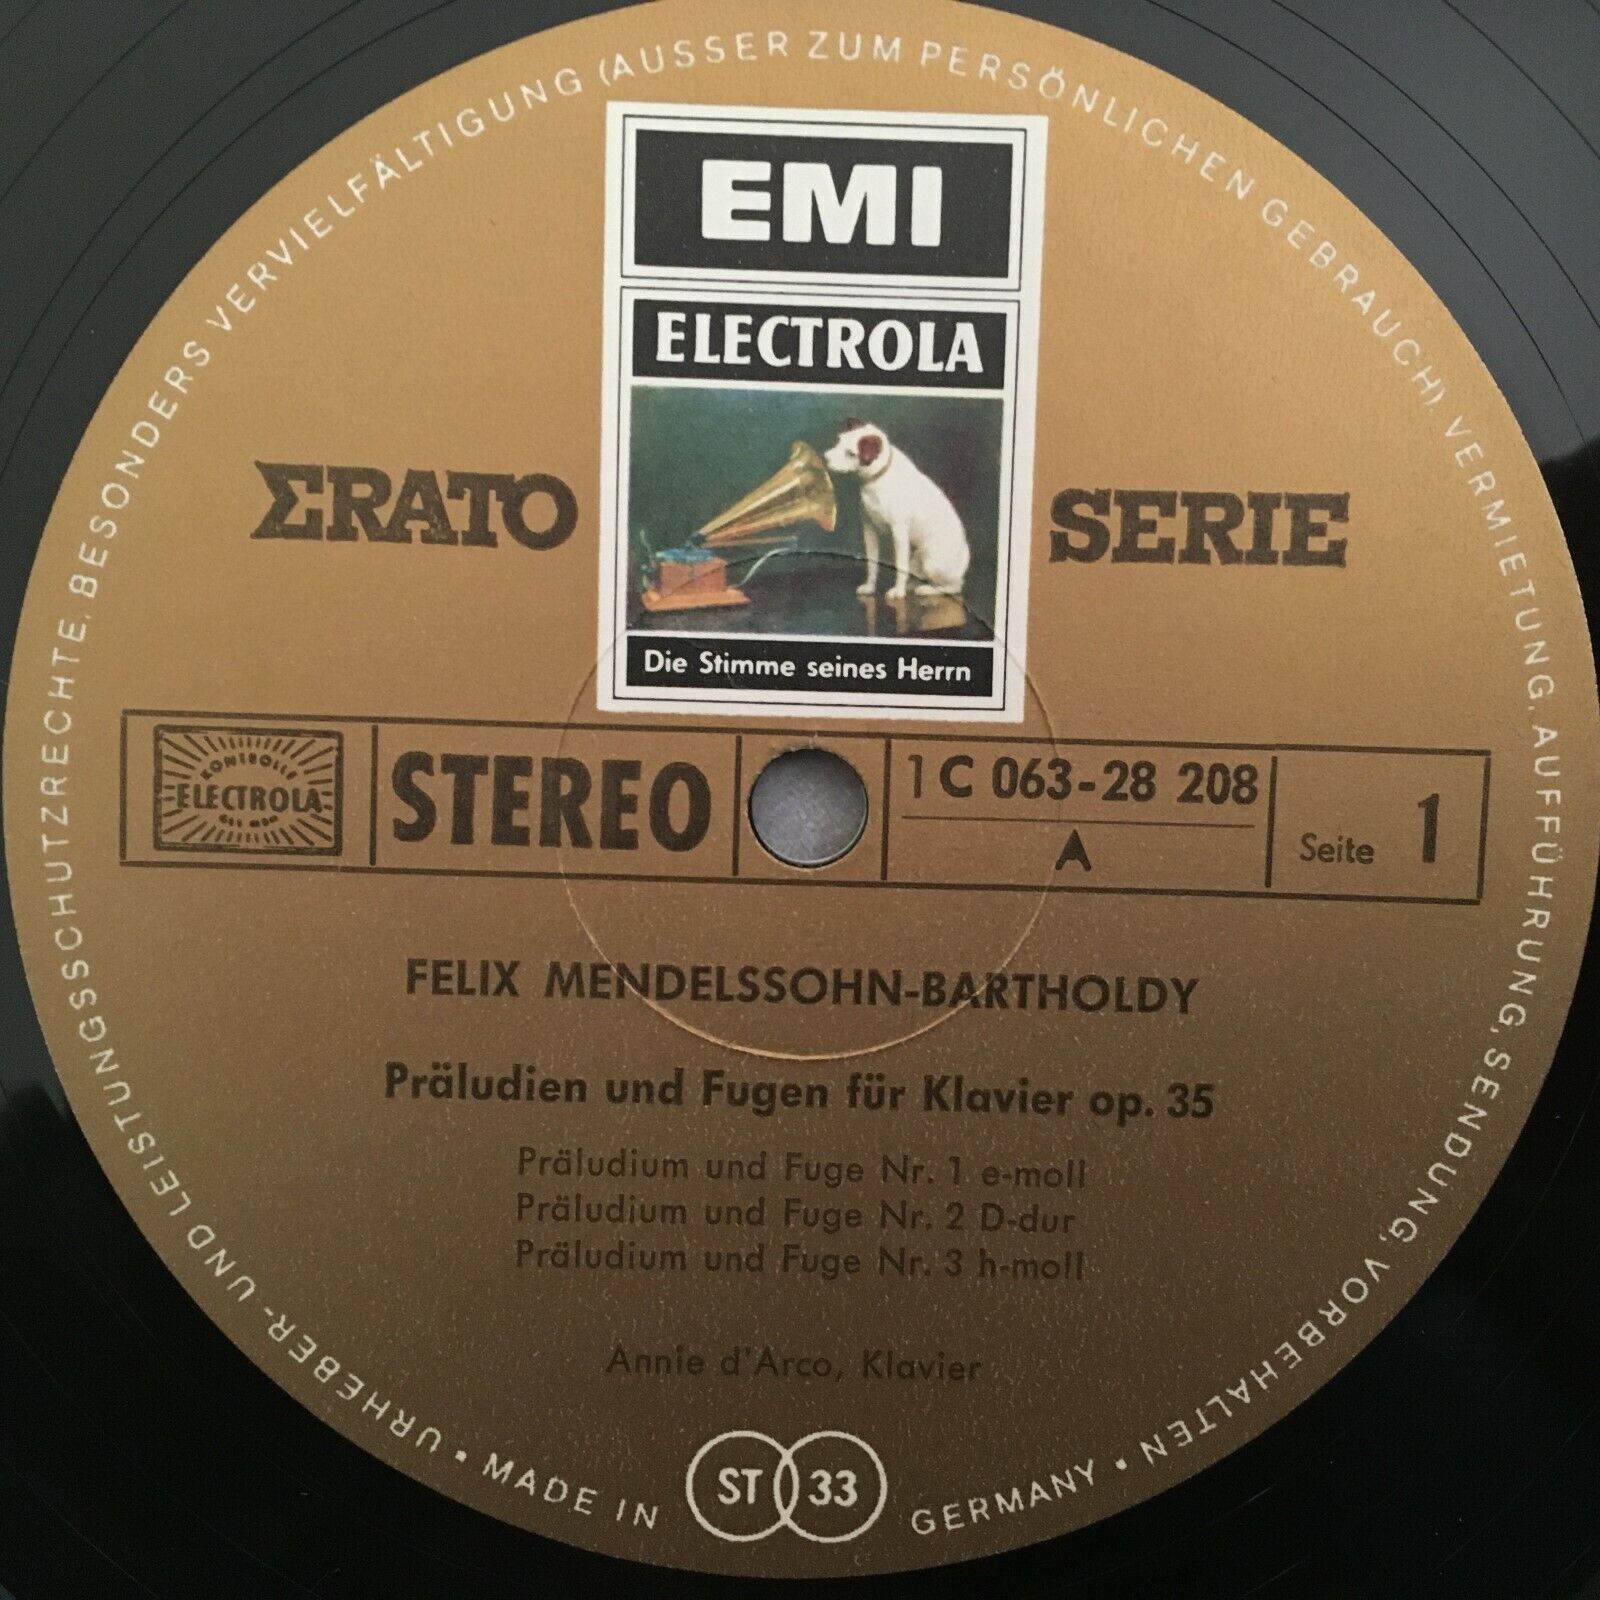 URHEBER- UND LEISTUNGSSCHUTZRECHTE, BESONDERS VERVIELFÄLTIGUNG (AUSSER ZUM PERSÖNLICHEN GEBRAUCH), VERMIETUNG, AUFFÜHRUNG, SENDUNG, VORBEHALTEN •
EMI
ELECTROLA
ΣRATO SERIE
Die Stimme seines Herrn
KONTROLLE
ELECTROLA
STEREO
1 C 063-28 208
A
Seite 1
FELIX MENDELSSOHN-BARTHOLDY
Präludien und Fugen für Klavier op. 35
Präludium und Fuge Nr. 1 e-moll
Präludium und Fuge Nr. 2 D-dur
Präludium und Fuge Nr. 3 h-moll
Annie d'Arco, Klavier
• MADE IN ST 33 GERMANY